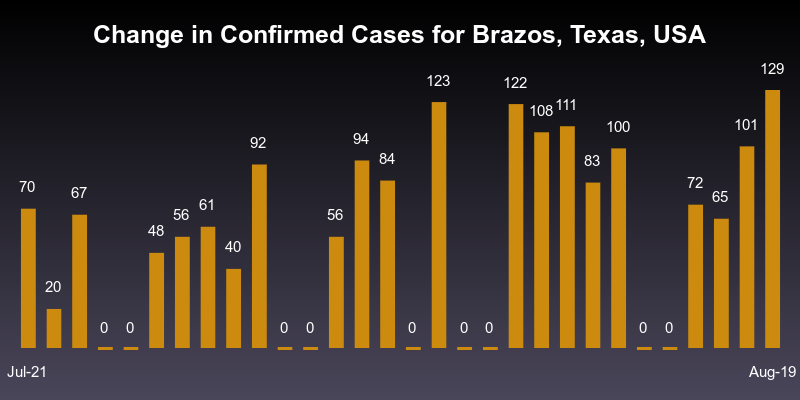 Change in Confirmed Cases for Brazos, Texas, USA
70 20 67 0 0 48 56 61 40 92 0 0 56 94 84 0 123 0 0 122 108 111 83 100 0 0 72 65 101 129
Jul-21 Aug-19